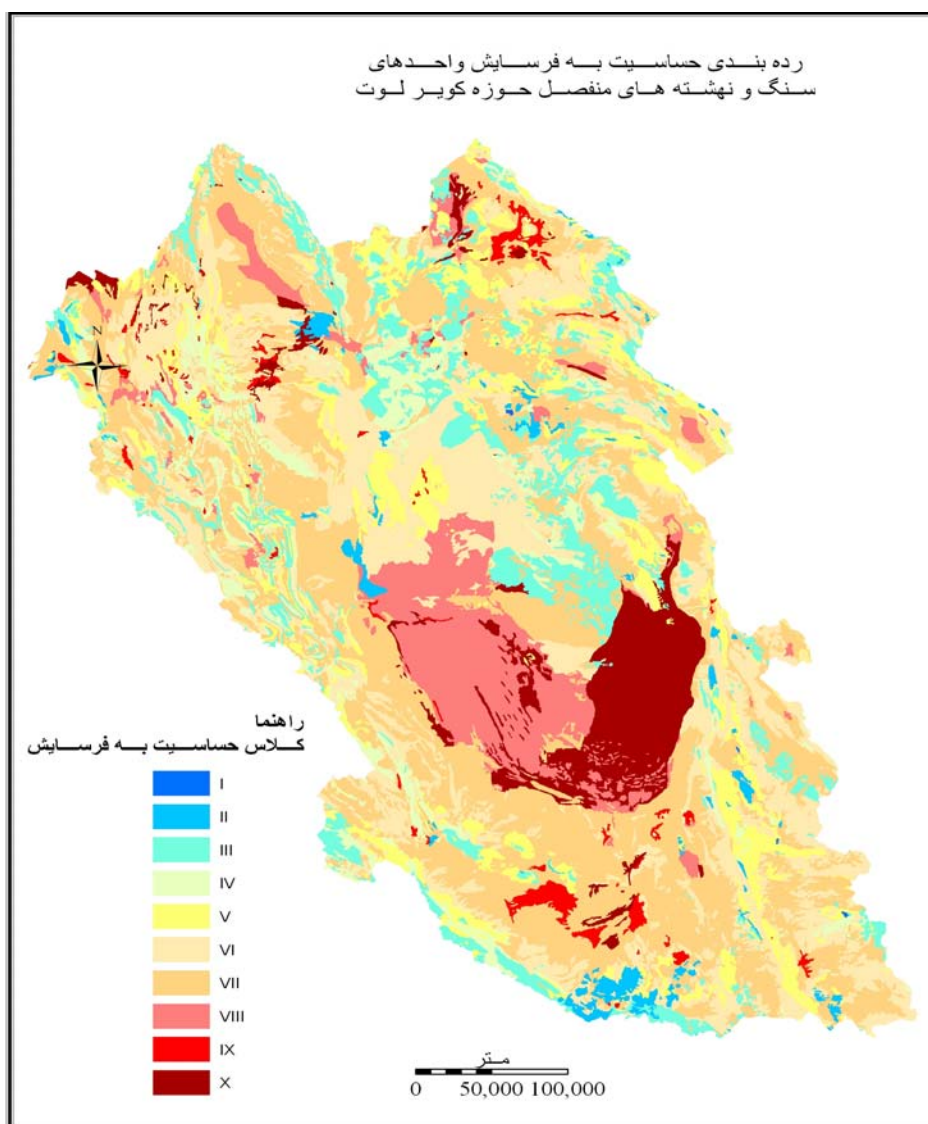 رده بندی حساسیت به فرسایش واحدهای
سنگ و نهشته های منفصل حوزه کویر لوت
N
راهنما
کلاس حساسیت به فرسایش
I
II
III
IV
V
VI
VII
VIII
IX
X
متر
0 50,000 100,000